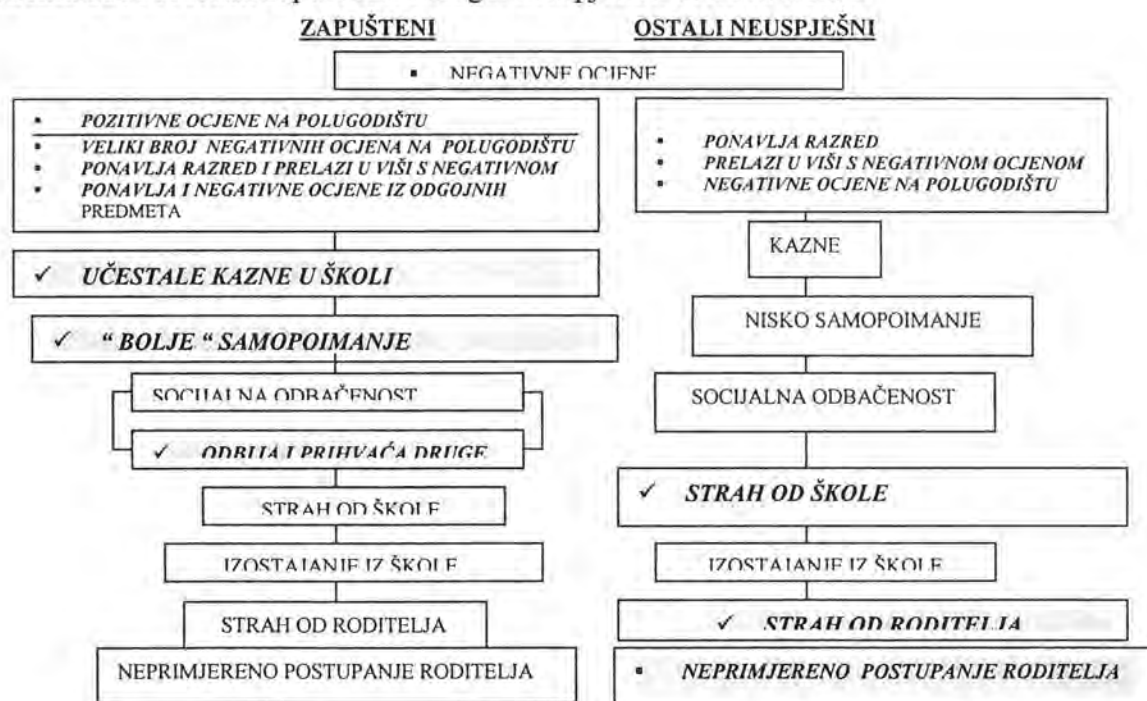 ZAPUŠTENI
OSTALI NEUSPJEŠNI
▪ NEGATIVNE OCJENE
▪ POZITIVNE OCJENE NA POLUGODIŠTU
▪ VELIKI BROJ NEGATIVNIH OCJENA NA POLUGODIŠTU
▪ PONAVLJA RAZRED I PRELAZI U VIŠI S NEGATIVNOM
▪ PONAVLJA I NEGATIVNE OCJENE IZ ODGOJNIH
PREDMETA
✓ UČESTALE KAZNE U ŠKOLI
✓ “ BOLJE “ SAMOPOIMANJE
SOCIJALNA ODBAČENOST
✓ ODBIJA I PRIHVAĆA DRUGE
STRAH OD ŠKOLE
IZOSTAJANJE IZ ŠKOLE
STRAH OD RODITELJA
NEPRIMJERENO POSTUPANJE RODITELJA
▪ PONAVLJA RAZRED
▪ PRELAZI U VIŠI S NEGATIVNOM OCJENOM
▪ NEGATIVNE OCJENE NA POLUGODIŠTU
KAZNE
NISKO SAMOPOIMANJE
SOCIJALNA ODBAČENOST
✓ STRAH OD ŠKOLE
IZOSTAJANJE IZ ŠKOLE
✓ STRAH OD RODITELJA
▪ NEPRIMJERENO POSTUPANJE RODITELJA